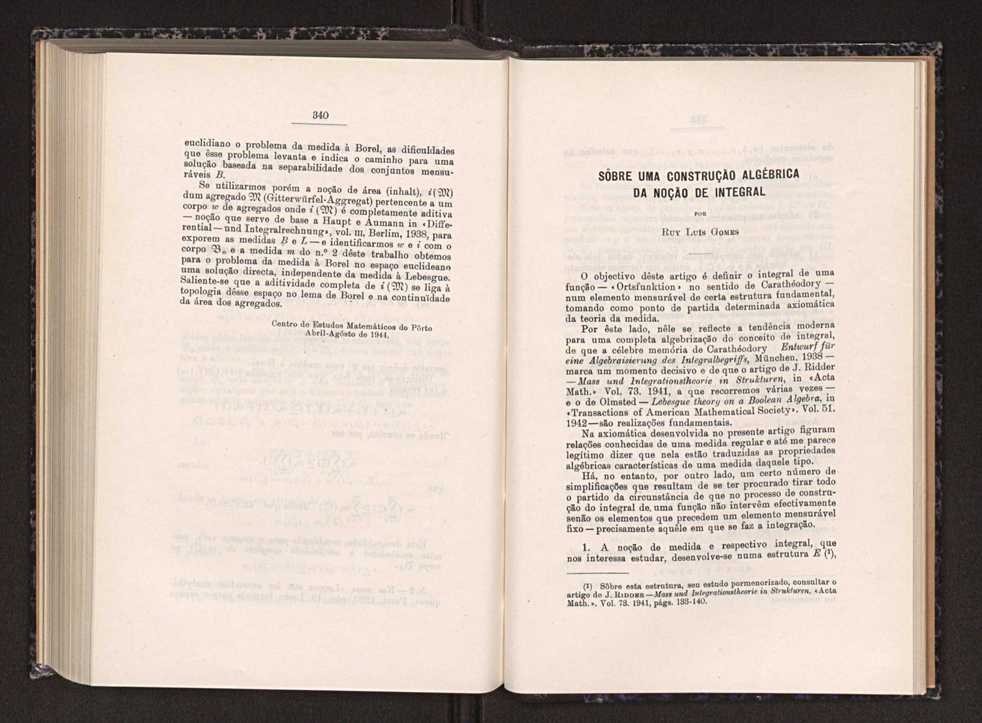 340
euclidiano o problema da medida à Borel, as dificuldades
que êsse problema levanta e indica o caminho para uma
solução baseada na separabilidade dos conjuntos mensu-
ráveis B.
Se utilizarmos porém a noção de área (inhalt), i(𝔐)
dum agregado 𝔐 (Gitterwürfel-Aggregat) pertencente a um
corpo w de agregados onde i (𝔐) é completamente aditiva
— noção que serve de base a Haupt e Aumann in «Diffe-
rential — und Integralrechnung», vol. III, Berlim, 1938, para
exporem as medidas B e L — e identificarmos w e i com o
corpo 𝔅ₐ e a medida m do n.º 2 dêste trabalho obtemos
para o problema da medida à Borel no espaço euclideano
uma solução directa, independente da medida à Lebesgue.
Saliente-se que a aditividade completa de i (𝔐) se liga à
topologia dêsse espaço no lema de Borel e na continuïdade
da área dos agregados.
Centro de Estudos Matemáticos do Pôrto
Abril-Agôsto de 1944.
SÔBRE UMA CONSTRUÇÃO ALGÉBRICA
DA NOÇÃO DE INTEGRAL
POR
RUY LUÍS GOMES
O objectivo dêste artigo é definir o integral de uma
função — «Ortsfunktion» no sentido de Carathéodory —
num elemento mensurável de certa estrutura fundamental,
tomando como ponto de partida determinada axiomática
da teoria da medida.
Por êste lado, nêle se reflecte a tendência moderna
para uma completa algebrização do conceito de integral,
de que a célebre memória de Carathéodory Entwurf für
eine Algebraisierung des Integralbegriffs, München, 1938 —
marca um momento decisivo e de que o artigo de J. Ridder
— Mass und Integrationstheorie in Strukturen, in «Acta
Math.» Vol. 73. 1941, a que recorremos várias vezes —
e o de Olmsted — Lebesgue theory on a Boolean Algebra, in
«Transactions of American Mathematical Society». Vol. 51.
1942 — são realizações fundamentais.
Na axiomática desenvolvida no presente artigo figuram
relações conhecidas de uma medida regular e até me parece
legítimo dizer que nela estão traduzidas as propriedades
algébricas características de uma medida daquele tipo.
Há, no entanto, por outro lado, um certo número de
simplificações que resultam de se ter procurado tirar todo
o partido da circunstância de que no processo de constru-
ção do integral de uma função não intervêm efectivamente
senão os elementos que precedem um elemento mensurável
fixo — precisamente aquêle em que se faz a integração.
1. A noção de medida e respectivo integral, que
nos interessa estudar, desenvolve-se numa estrutura E (¹),
(¹) Sôbre esta estrutura, seu estudo pormenorizado, consultar o
artigo de J. RIDDER — Mass und Integrationstheorie in Strukturen, «Acta
Math.». Vol. 73. 1941, págs. 133-140.